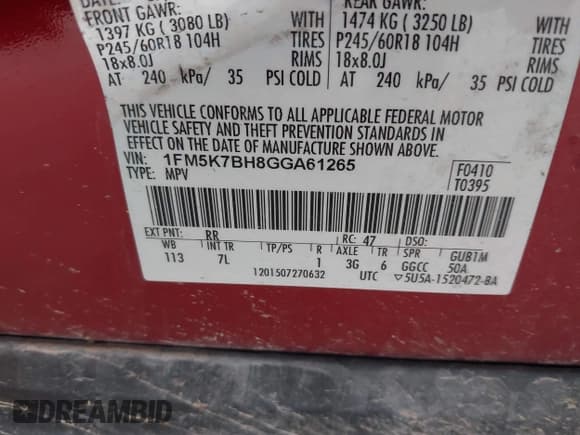 FRONT GAWR: REAR GAWR:
1397 KG ( 3080 LB) WITH 1474 KG ( 3250 LB) WITH
P245/60R18 104H TIRES P245/60R18 104H TIRES
18x8.0J RIMS 18x8.0J RIMS
AT 240 kPa/ 35 PSI COLD AT 240 kPa/ 35 PSI COLD
THIS VEHICLE CONFORMS TO ALL APPLICABLE FEDERAL MOTOR
VEHICLE SAFETY AND THEFT PREVENTION STANDARDS IN
EFFECT ON THE DATE OF MANUFACTURE SHOWN ABOVE.
VIN: 1FM5K7BH8GGA61265 F0410
TYPE: MPV T0395
EXT PNT: RR RC: 47 DSO:
WB INT TR TP/PS R AXLE TR SPR GUB1M
113 7L 1 3G 6 GGCC 50A
1201507270632 UTC ▽5U5A-1520472-BA
DREAMBID